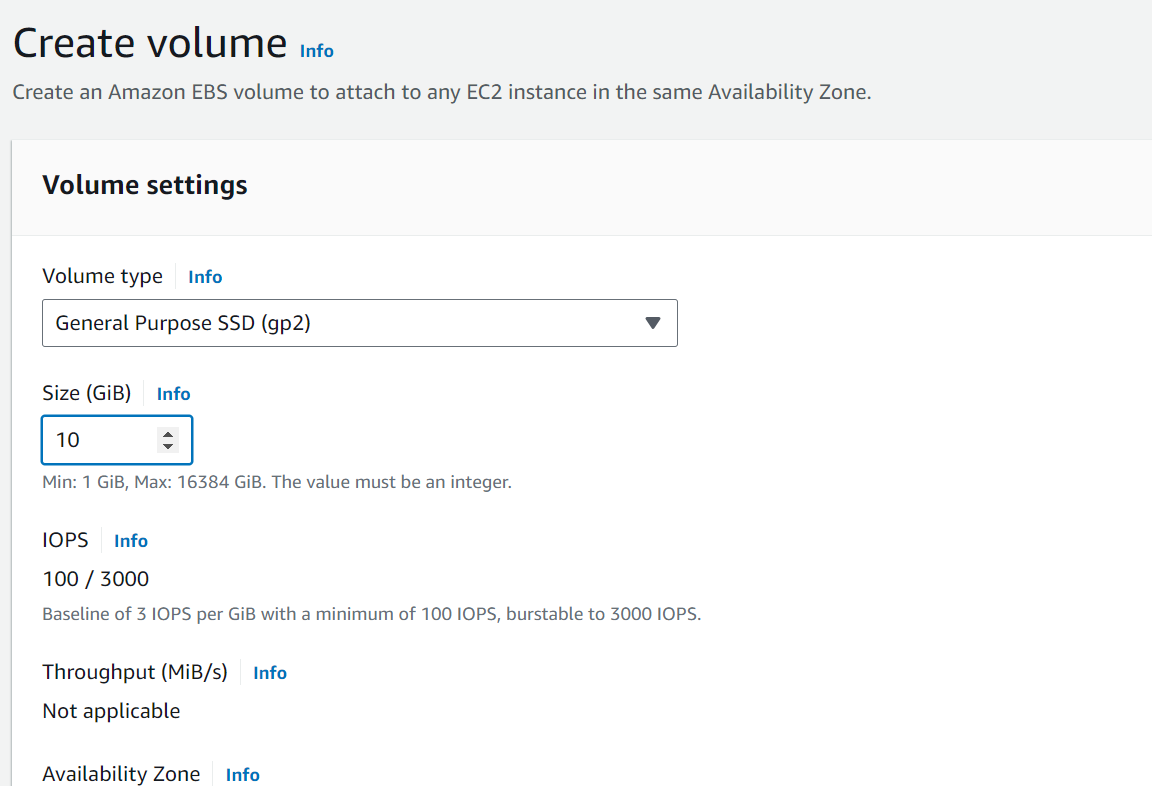 Create volume Info
Create an Amazon EBS volume to attach to any EC2 instance in the same Availability Zone.
Volume settings
Volume type Info
General Purpose SSD (gp2)
Size (GiB) Info
10
Min: 1 GiB, Max: 16384 GiB. The value must be an integer.
IOPS Info
100 / 3000
Baseline of 3 IOPS per GiB with a minimum of 100 IOPS, burstable to 3000 IOPS.
Throughput (MiB/s) Info
Not applicable
Availability Zone Info